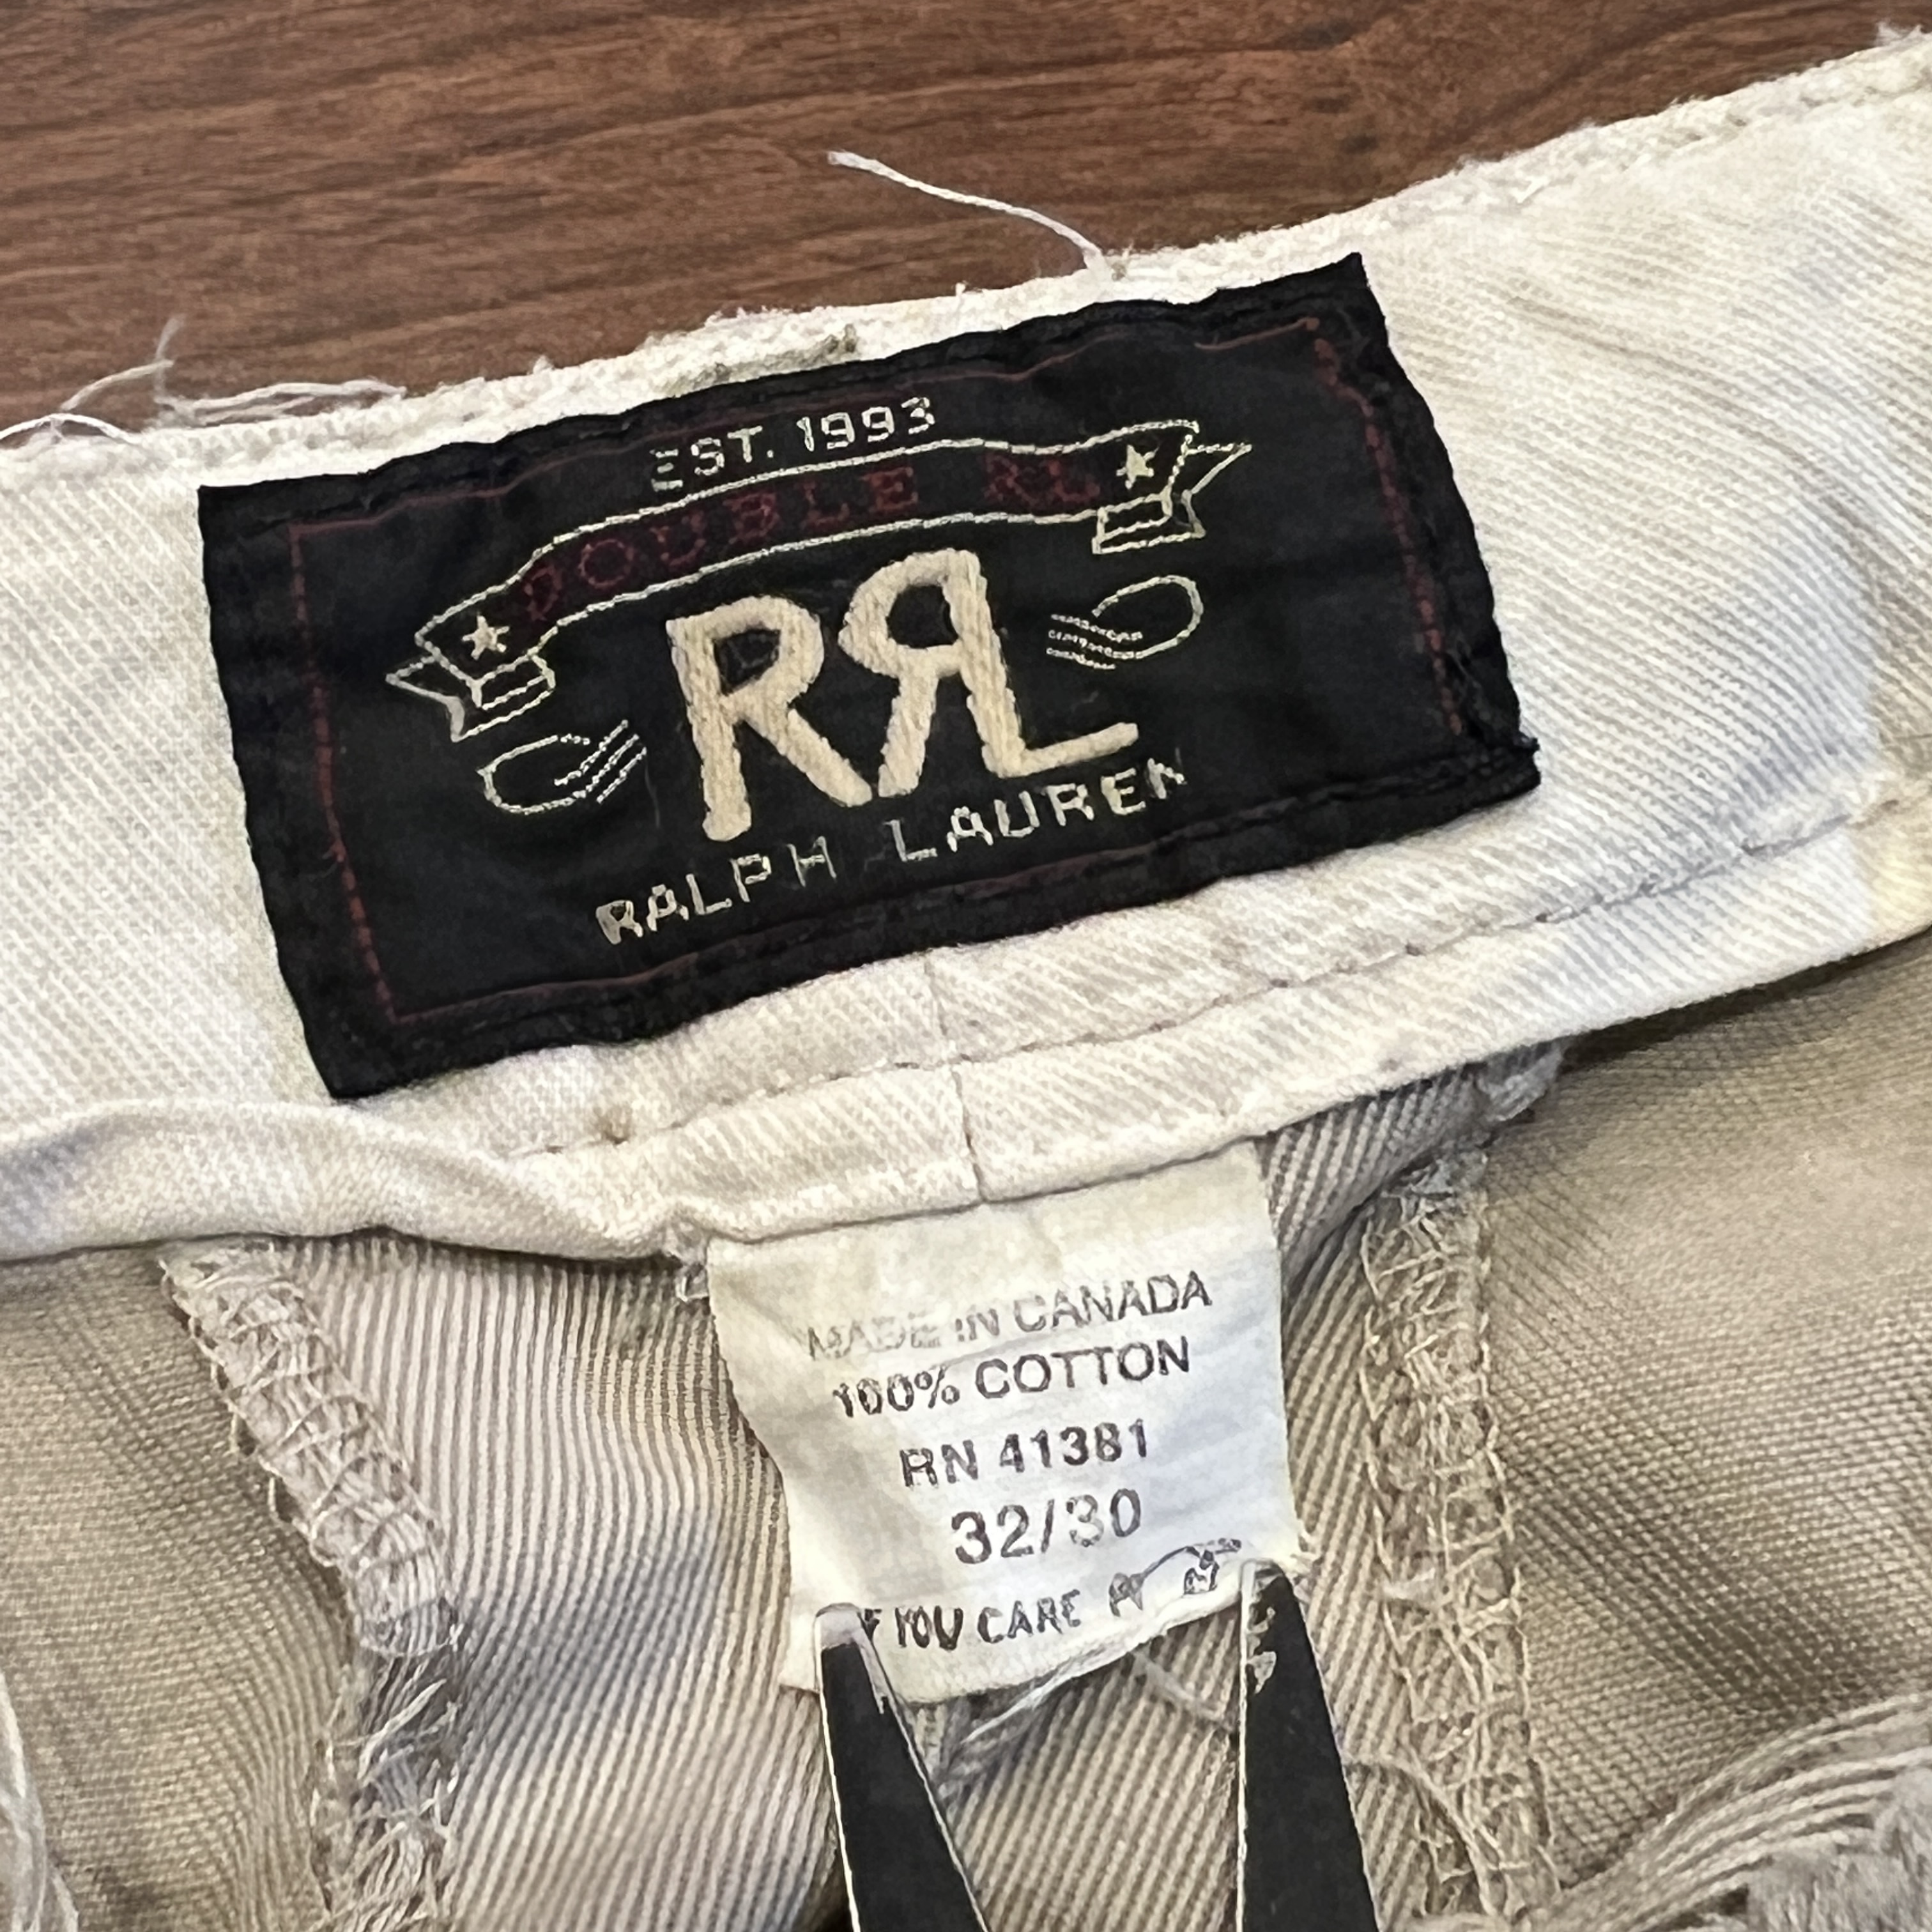 EST. 1993
DOUBLE RL
RRL
RALPH LAUREN
MADE IN CANADA
100% COTTON
RN 41381
32/30
YOU CARE